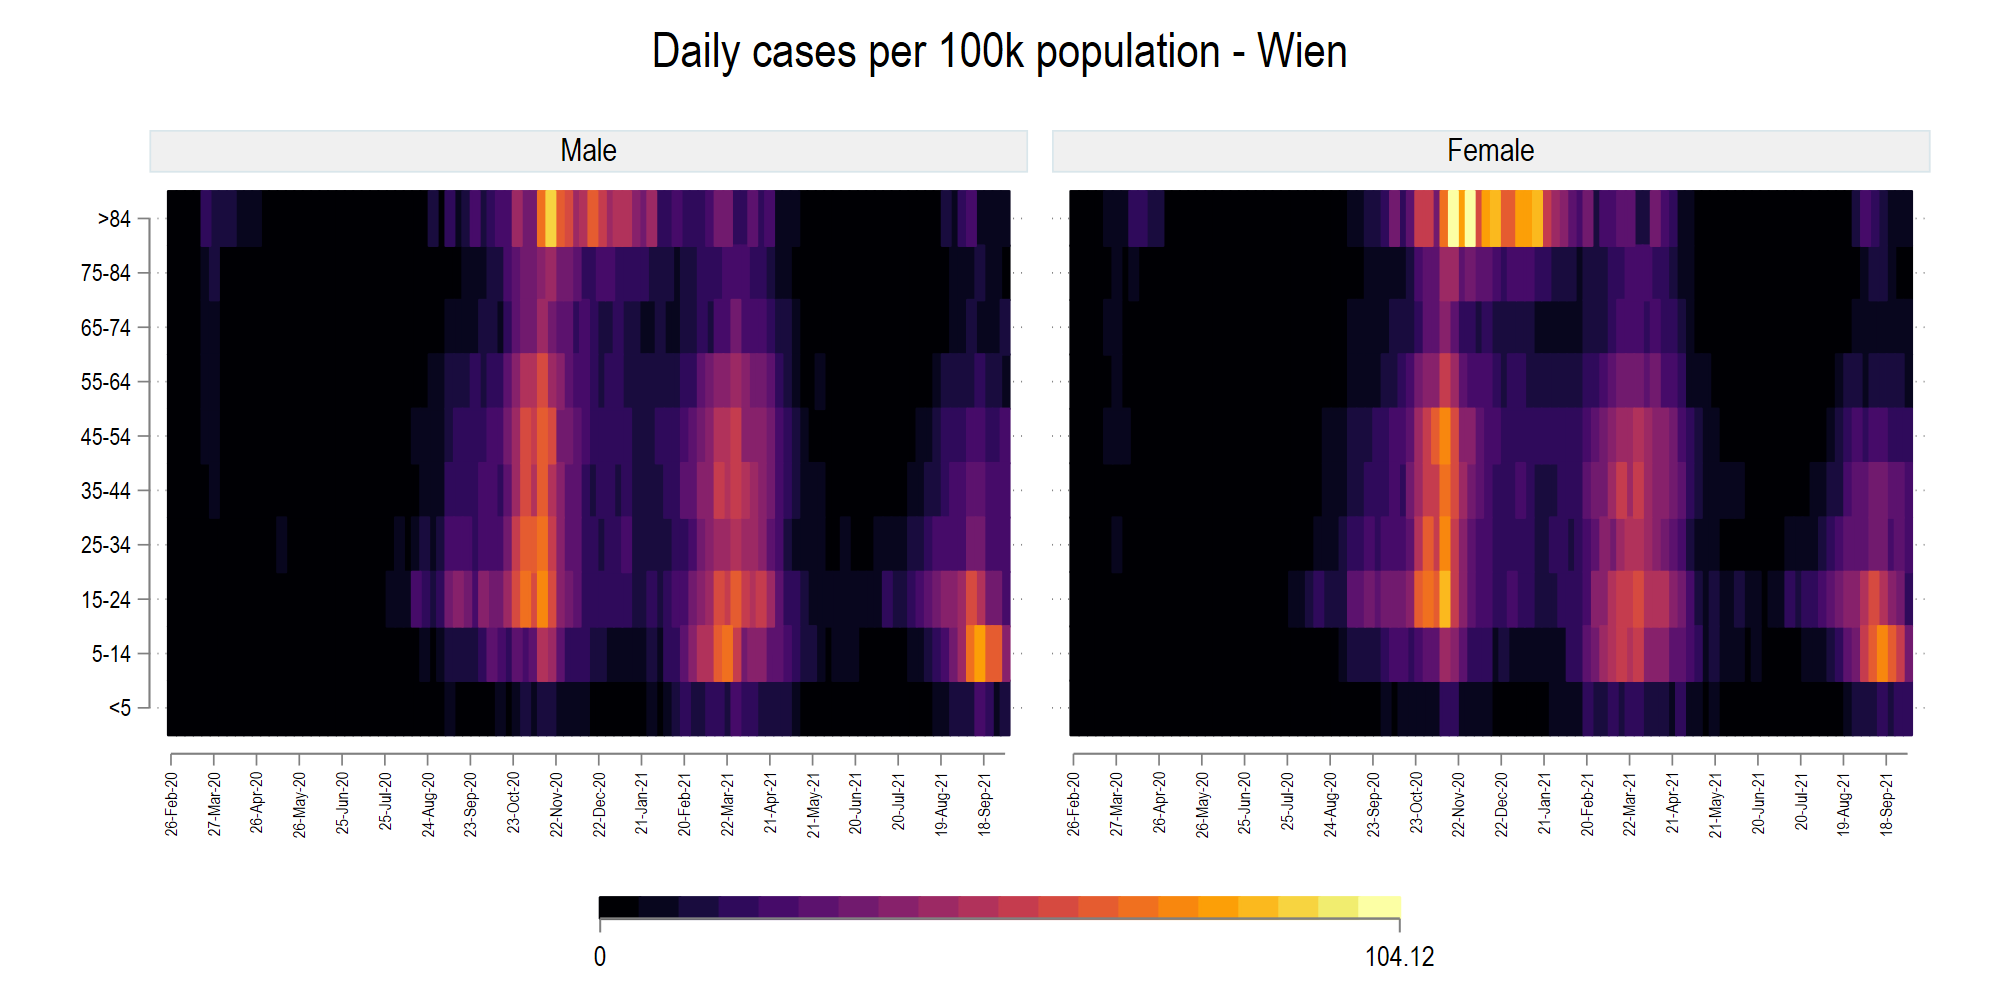 Daily cases per 100k population - Wien
Male
Female
>84
75-84
65-74
55-64
45-54
35-44
25-34
15-24
5-14
<5
26-Feb-20 27-Mar-20 26-Apr-20 26-May-20 25-Jun-20 25-Jul-20 24-Aug-20 23-Sep-20 23-Oct-20 22-Nov-20 22-Dec-20 21-Jan-21 20-Feb-21 22-Mar-21 21-Apr-21 21-May-21 20-Jun-21 20-Jul-21 19-Aug-21 18-Sep-21
26-Feb-20 27-Mar-20 26-Apr-20 26-May-20 25-Jun-20 25-Jul-20 24-Aug-20 23-Sep-20 23-Oct-20 22-Nov-20 22-Dec-20 21-Jan-21 20-Feb-21 22-Mar-21 21-Apr-21 21-May-21 20-Jun-21 20-Jul-21 19-Aug-21 18-Sep-21
0
104.12